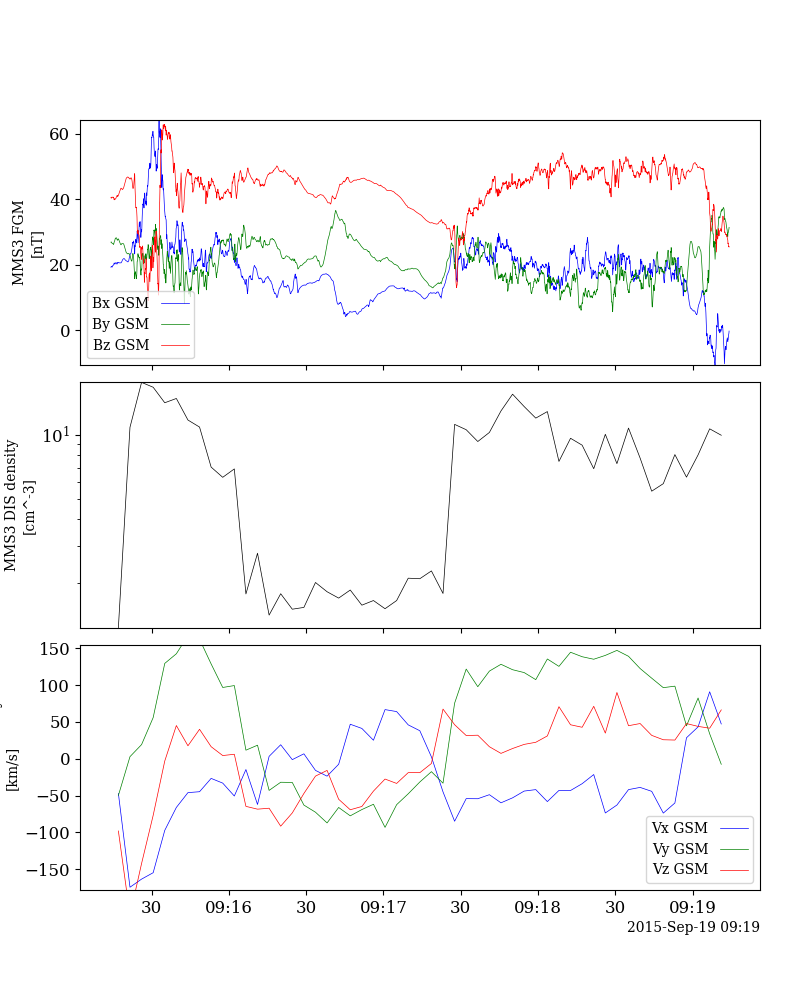 60
40
20
0
MMS3 FGM
[nT]
Bx GSM
By GSM
Bz GSM
10^1
MMS3 DIS density
[cm^-3]
150
100
50
0
−50
−100
−150
[km/s]
Vx GSM
Vy GSM
Vz GSM
30 09:16 30 09:17 30 09:18 30 09:19
2015-Sep-19 09:19